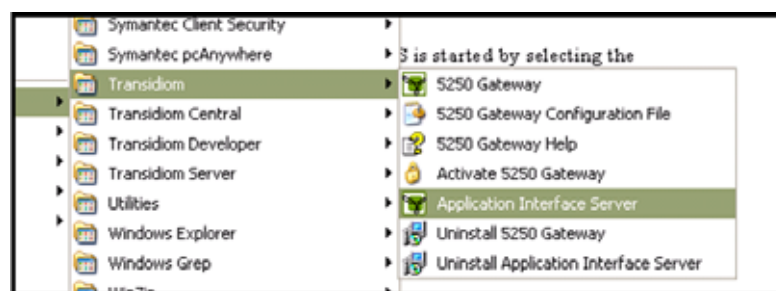 Symantec Client Security
Symantec pcAnywhere
S is started by selecting the
Transidiom
5250 Gateway
Transidiom Central
5250 Gateway Configuration File
Transidiom Developer
5250 Gateway Help
Transidiom Server
Activate 5250 Gateway
Utilities
Application Interface Server
Windows Explorer
Uninstall 5250 Gateway
Windows Grep
Uninstall Application Interface Server
WinZip